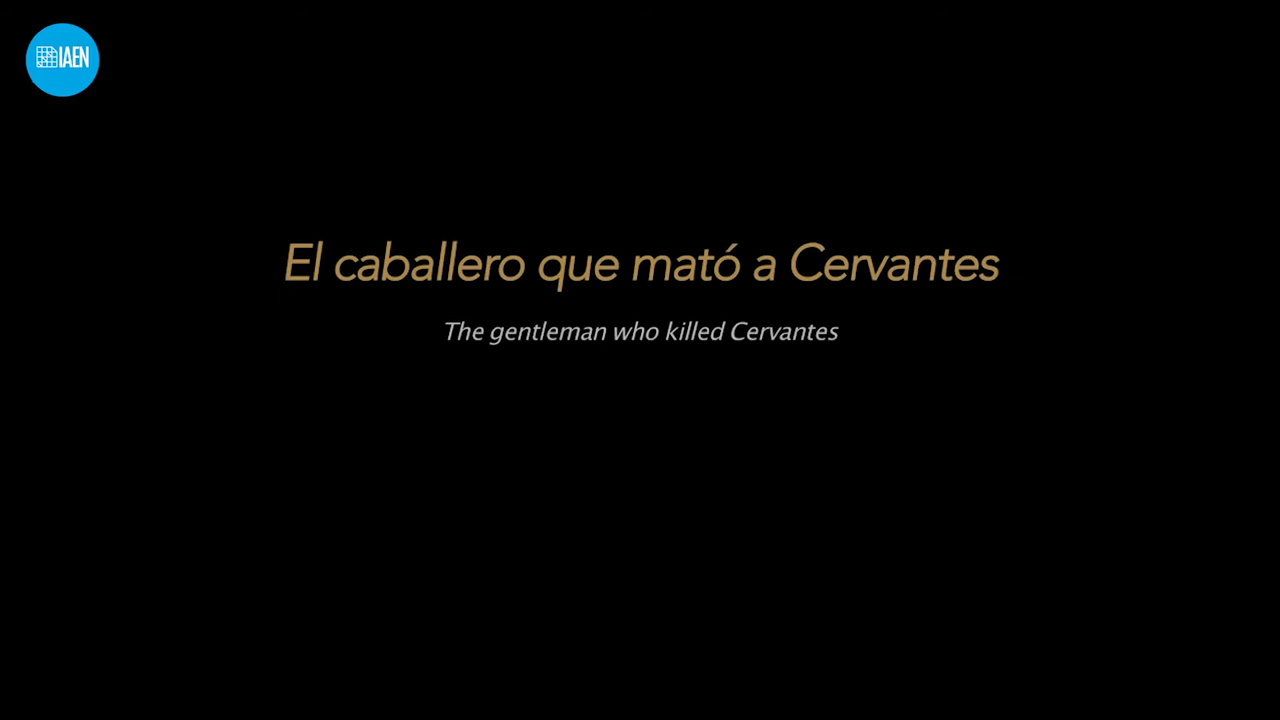 IAEN
El caballero que mató a Cervantes
The gentleman who killed Cervantes